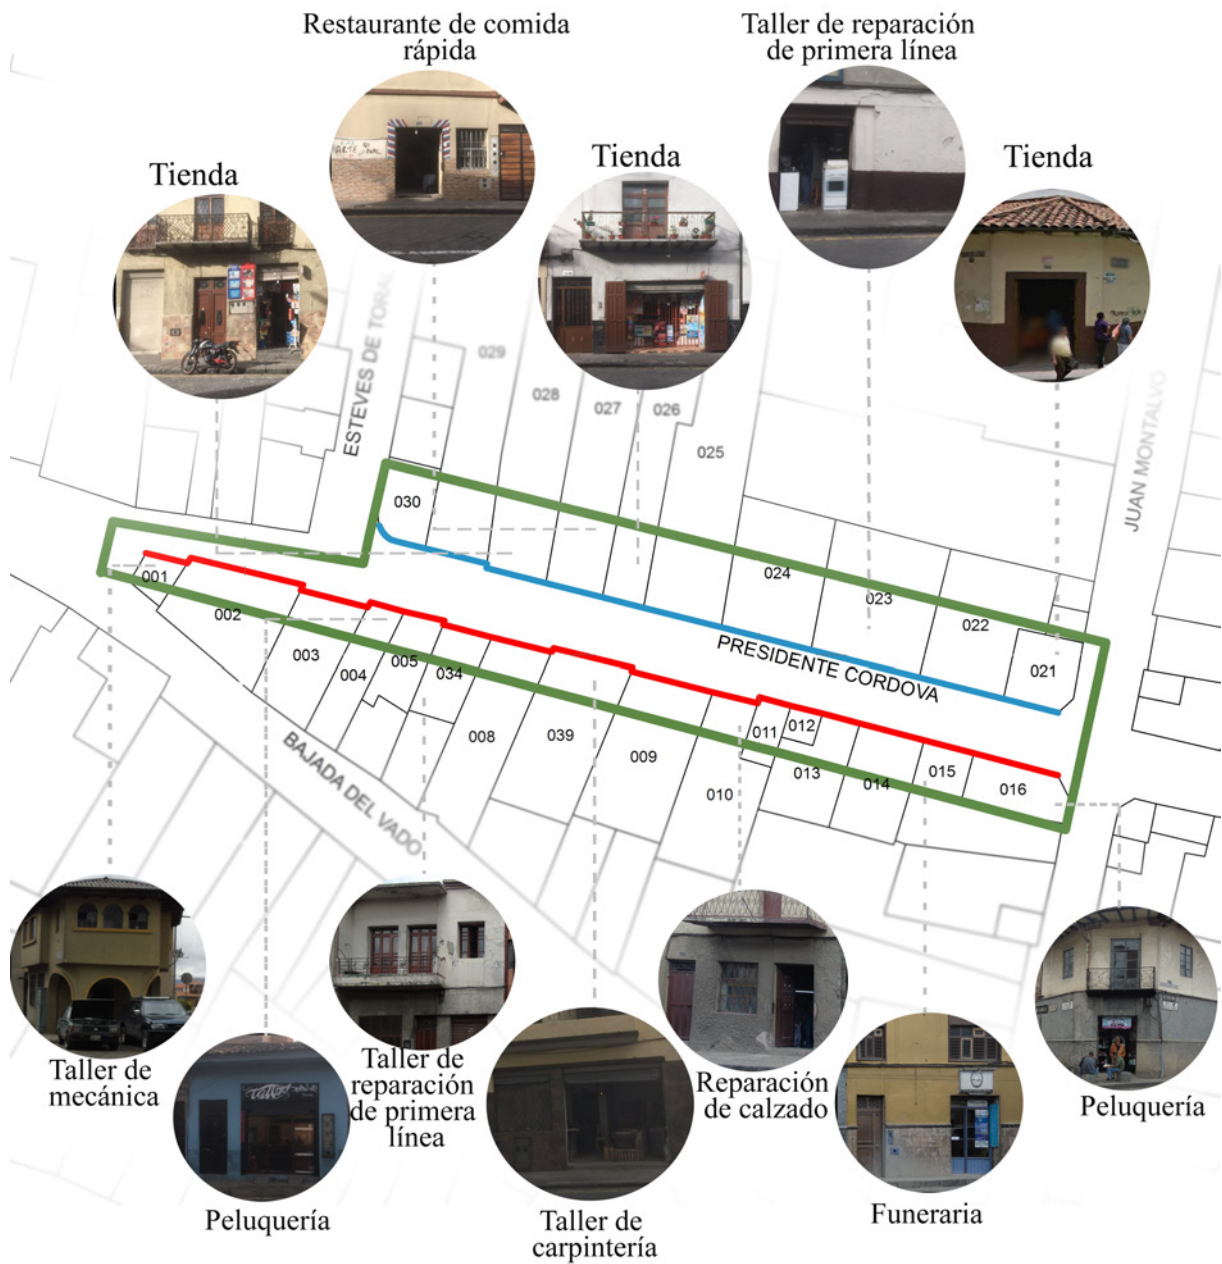 Restaurante de comida
rápida
Taller de reparación
de primera línea
Tienda
Tienda
Tienda
ESTEVES DE TORAL
JUAN MONTALVO
029
028
027
026
025
030
024
023
022
021
PRESIDENTE CORDOVA
001
002
003
004
005
034
008
039
009
010
011
012
013
014
015
016
BAJADA DEL VADO
Taller de
mecánica
Peluquería
Taller de
reparación
de primera
línea
Taller de
carpintería
Reparación
de calzado
Funeraria
Peluquería